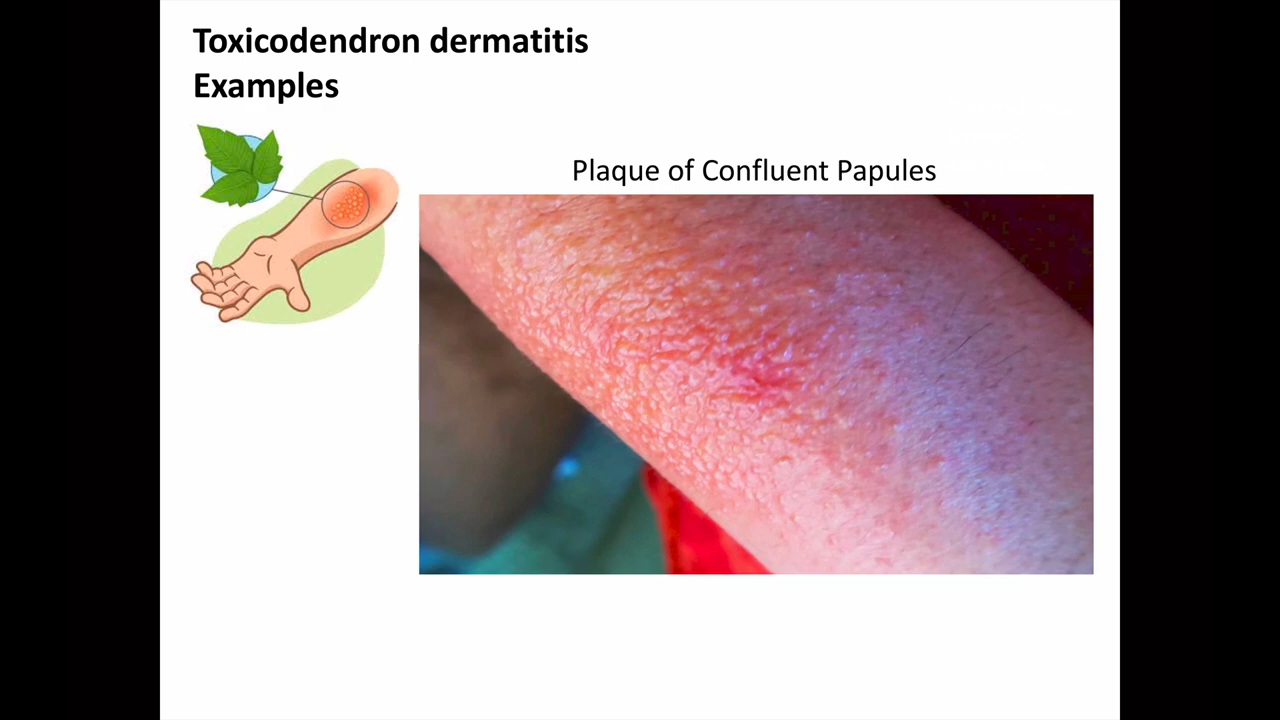 Toxicodendron dermatitis
Examples
Plaque of Confluent Papules